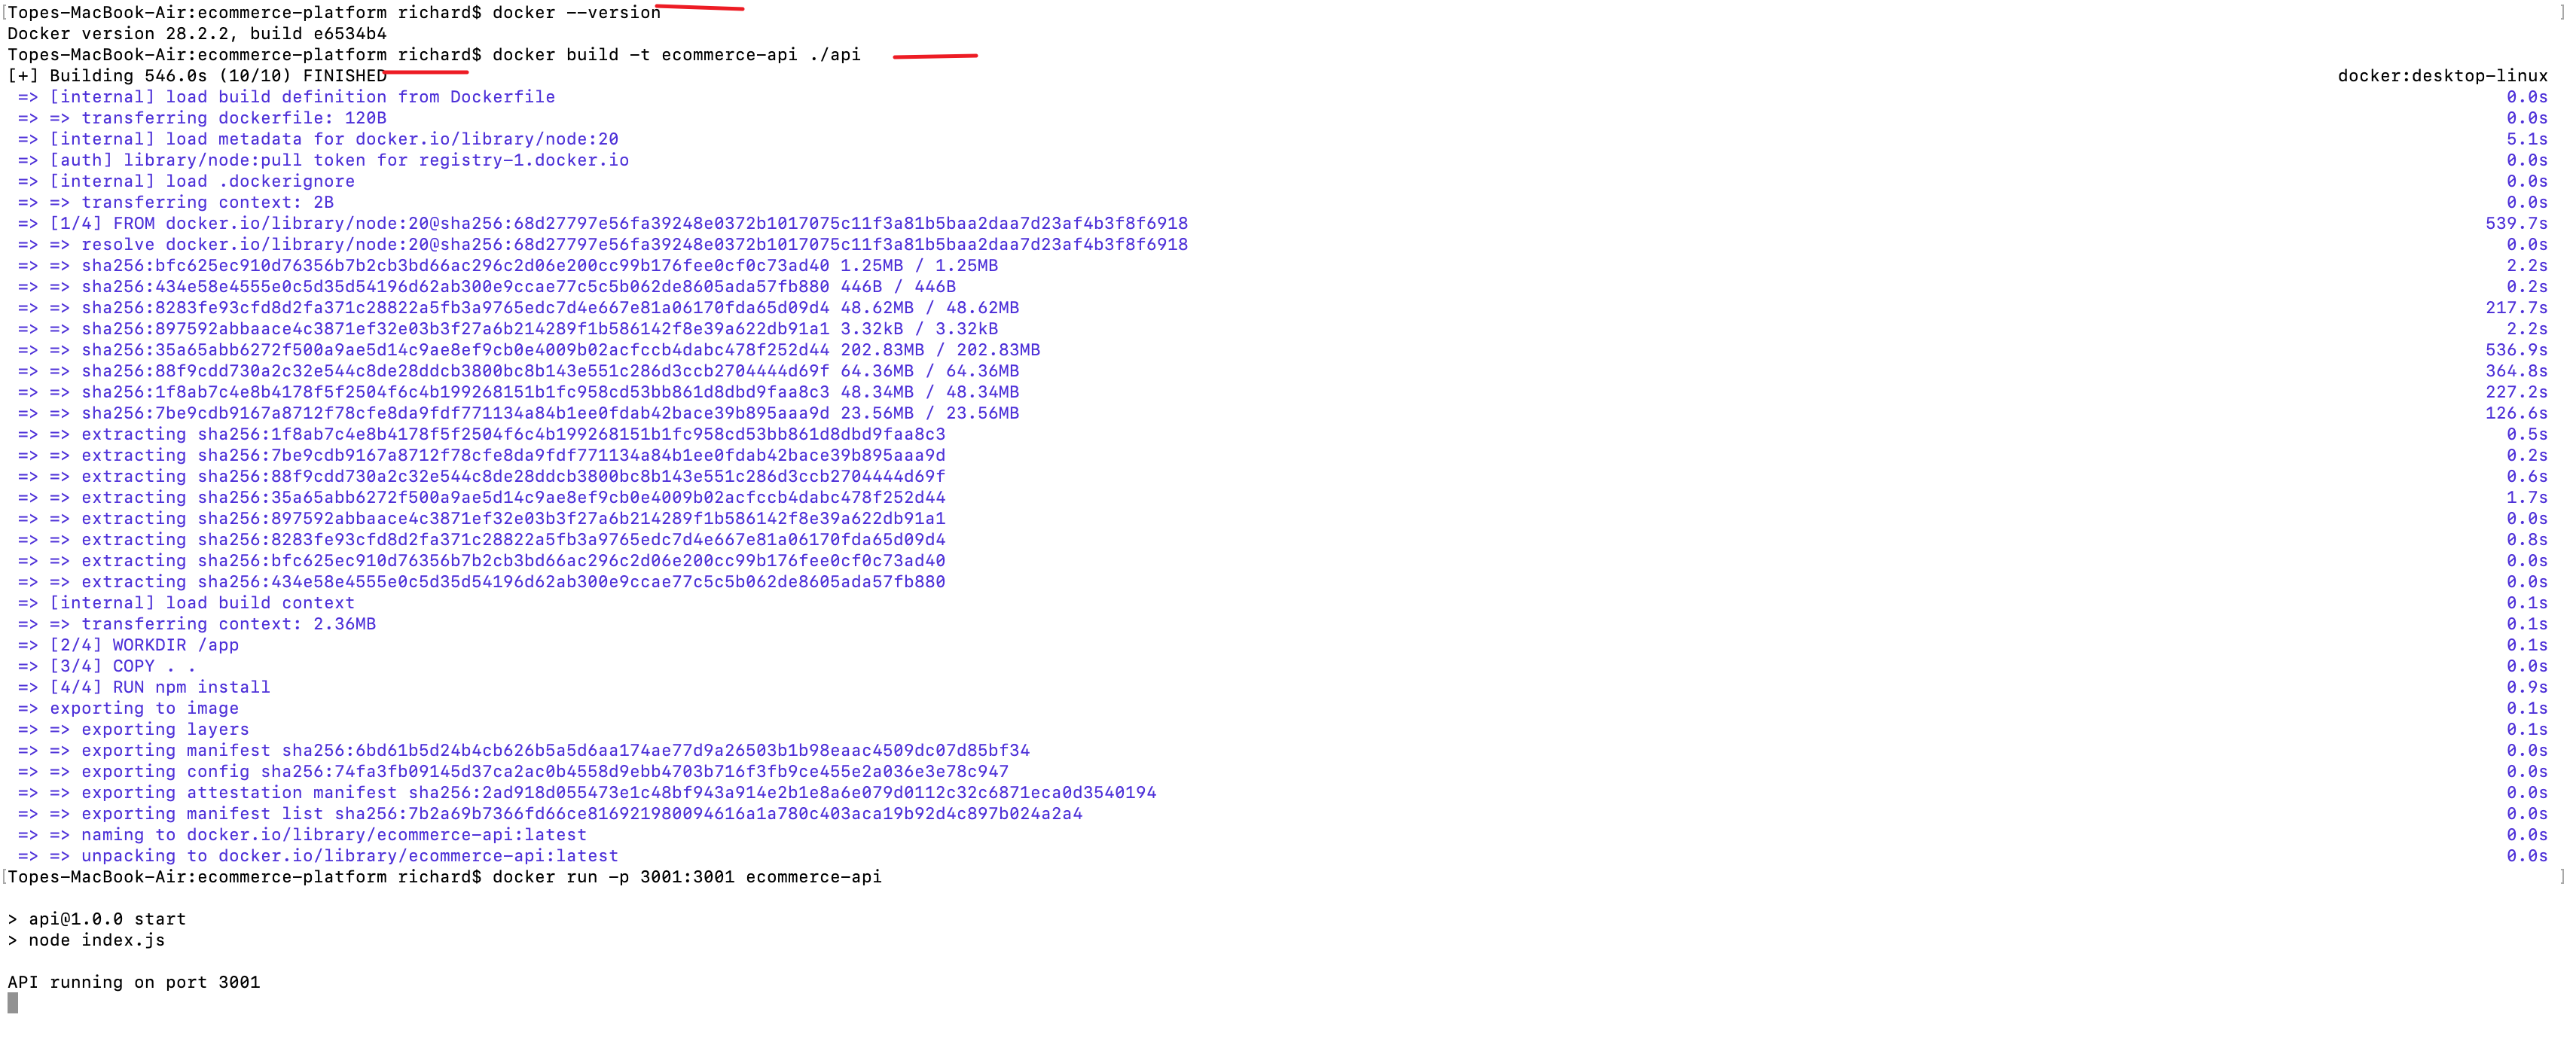 [Topes-MacBook-Air:ecommerce-platform richard$ docker --version ]
Docker version 28.2.2, build e6534b4
Topes-MacBook-Air:ecommerce-platform richard$ docker build -t ecommerce-api ./api
[+] Building 546.0s (10/10) FINISHED docker:desktop-linux
=> [internal] load build definition from Dockerfile 0.0s
=> => transferring dockerfile: 120B 0.0s
=> [internal] load metadata for docker.io/library/node:20 5.1s
=> [auth] library/node:pull token for registry-1.docker.io 0.0s
=> [internal] load .dockerignore 0.0s
=> => transferring context: 2B 0.0s
=> [1/4] FROM docker.io/library/node:20@sha256:68d27797e56fa39248e0372b1017075c11f3a81b5baa2daa7d23af4b3f8f6918 539.7s
=> => resolve docker.io/library/node:20@sha256:68d27797e56fa39248e0372b1017075c11f3a81b5baa2daa7d23af4b3f8f6918 0.0s
=> => sha256:bfc625ec910d76356b7b2cb3bd66ac296c2d06e200cc99b176fee0cf0c73ad40 1.25MB / 1.25MB 2.2s
=> => sha256:434e58e4555e0c5d35d54196d62ab300e9ccae77c5c5b062de8605ada57fb880 446B / 446B 0.2s
=> => sha256:8283fe93cfd8d2fa371c28822a5fb3a9765edc7d4e667e81a06170fda65d09d4 48.62MB / 48.62MB 217.7s
=> => sha256:897592abbaace4c3871ef32e03b3f27a6b214289f1b586142f8e39a622db91a1 3.32kB / 3.32kB 2.2s
=> => sha256:35a65abb6272f500a9ae5d14c9ae8ef9cb0e4009b02acfccb4dabc478f252d44 202.83MB / 202.83MB 536.9s
=> => sha256:88f9cdd730a2c32e544c8de28ddcb3800bc8b143e551c286d3ccb2704444d69f 64.36MB / 64.36MB 364.8s
=> => sha256:1f8ab7c4e8b4178f5f2504f6c4b199268151b1fc958cd53bb861d8dbd9faa8c3 48.34MB / 48.34MB 227.2s
=> => sha256:7be9cdb9167a8712f78cfe8da9fdf771134a84b1ee0fdab42bace39b895aaa9d 23.56MB / 23.56MB 126.6s
=> => extracting sha256:1f8ab7c4e8b4178f5f2504f6c4b199268151b1fc958cd53bb861d8dbd9faa8c3 0.5s
=> => extracting sha256:7be9cdb9167a8712f78cfe8da9fdf771134a84b1ee0fdab42bace39b895aaa9d 0.2s
=> => extracting sha256:88f9cdd730a2c32e544c8de28ddcb3800bc8b143e551c286d3ccb2704444d69f 0.6s
=> => extracting sha256:35a65abb6272f500a9ae5d14c9ae8ef9cb0e4009b02acfccb4dabc478f252d44 1.7s
=> => extracting sha256:897592abbaace4c3871ef32e03b3f27a6b214289f1b586142f8e39a622db91a1 0.0s
=> => extracting sha256:8283fe93cfd8d2fa371c28822a5fb3a9765edc7d4e667e81a06170fda65d09d4 0.8s
=> => extracting sha256:bfc625ec910d76356b7b2cb3bd66ac296c2d06e200cc99b176fee0cf0c73ad40 0.0s
=> => extracting sha256:434e58e4555e0c5d35d54196d62ab300e9ccae77c5c5b062de8605ada57fb880 0.0s
=> [internal] load build context 0.1s
=> => transferring context: 2.36MB 0.1s
=> [2/4] WORKDIR /app 0.1s
=> [3/4] COPY . . 0.0s
=> [4/4] RUN npm install 0.9s
=> exporting to image 0.1s
=> => exporting layers 0.1s
=> => exporting manifest sha256:6bd61b5d24b4cb626b5a5d6aa174ae77d9a26503b1b98eaac4509dc07d85bf34 0.0s
=> => exporting config sha256:74fa3fb09145d37ca2ac0b4558d9ebb4703b716f3fb9ce455e2a036e3e78c947 0.0s
=> => exporting attestation manifest sha256:2ad918d055473e1c48bf943a914e2b1e8a6e079d0112c32c6871eca0d3540194 0.0s
=> => exporting manifest list sha256:7b2a69b7366fd66ce816921980094616a1a780c403aca19b92d4c897b024a2a4 0.0s
=> => naming to docker.io/library/ecommerce-api:latest 0.0s
=> => unpacking to docker.io/library/ecommerce-api:latest 0.0s
[Topes-MacBook-Air:ecommerce-platform richard$ docker run -p 3001:3001 ecommerce-api ]
> api@1.0.0 start
> node index.js
API running on port 3001